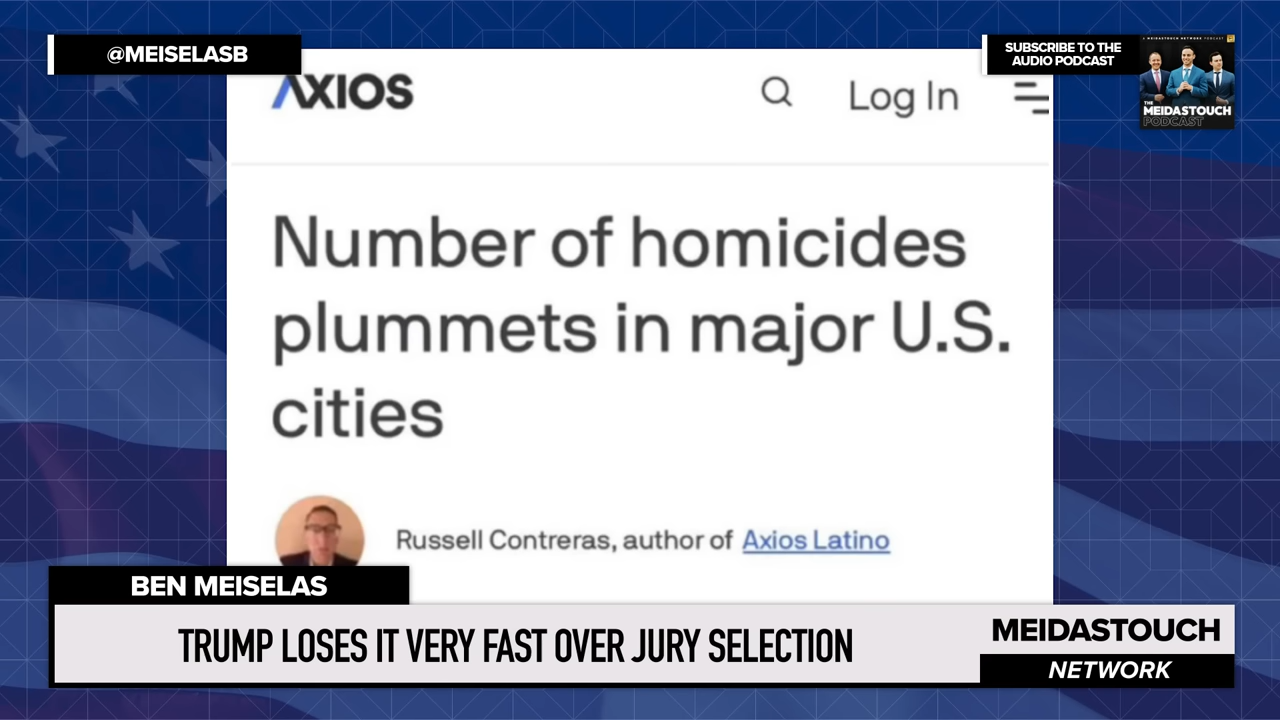 @MEISELASB
SUBSCRIBE TO THE
AUDIO PODCAST
THE
MEIDASTOUCH
PODCAST
AXIOS
Log In
Number of homicides
plummets in major U.S.
cities
Russell Contreras, author of Axios Latino
BEN MEISELAS
TRUMP LOSES IT VERY FAST OVER JURY SELECTION
MEIDASTOUCH
NETWORK